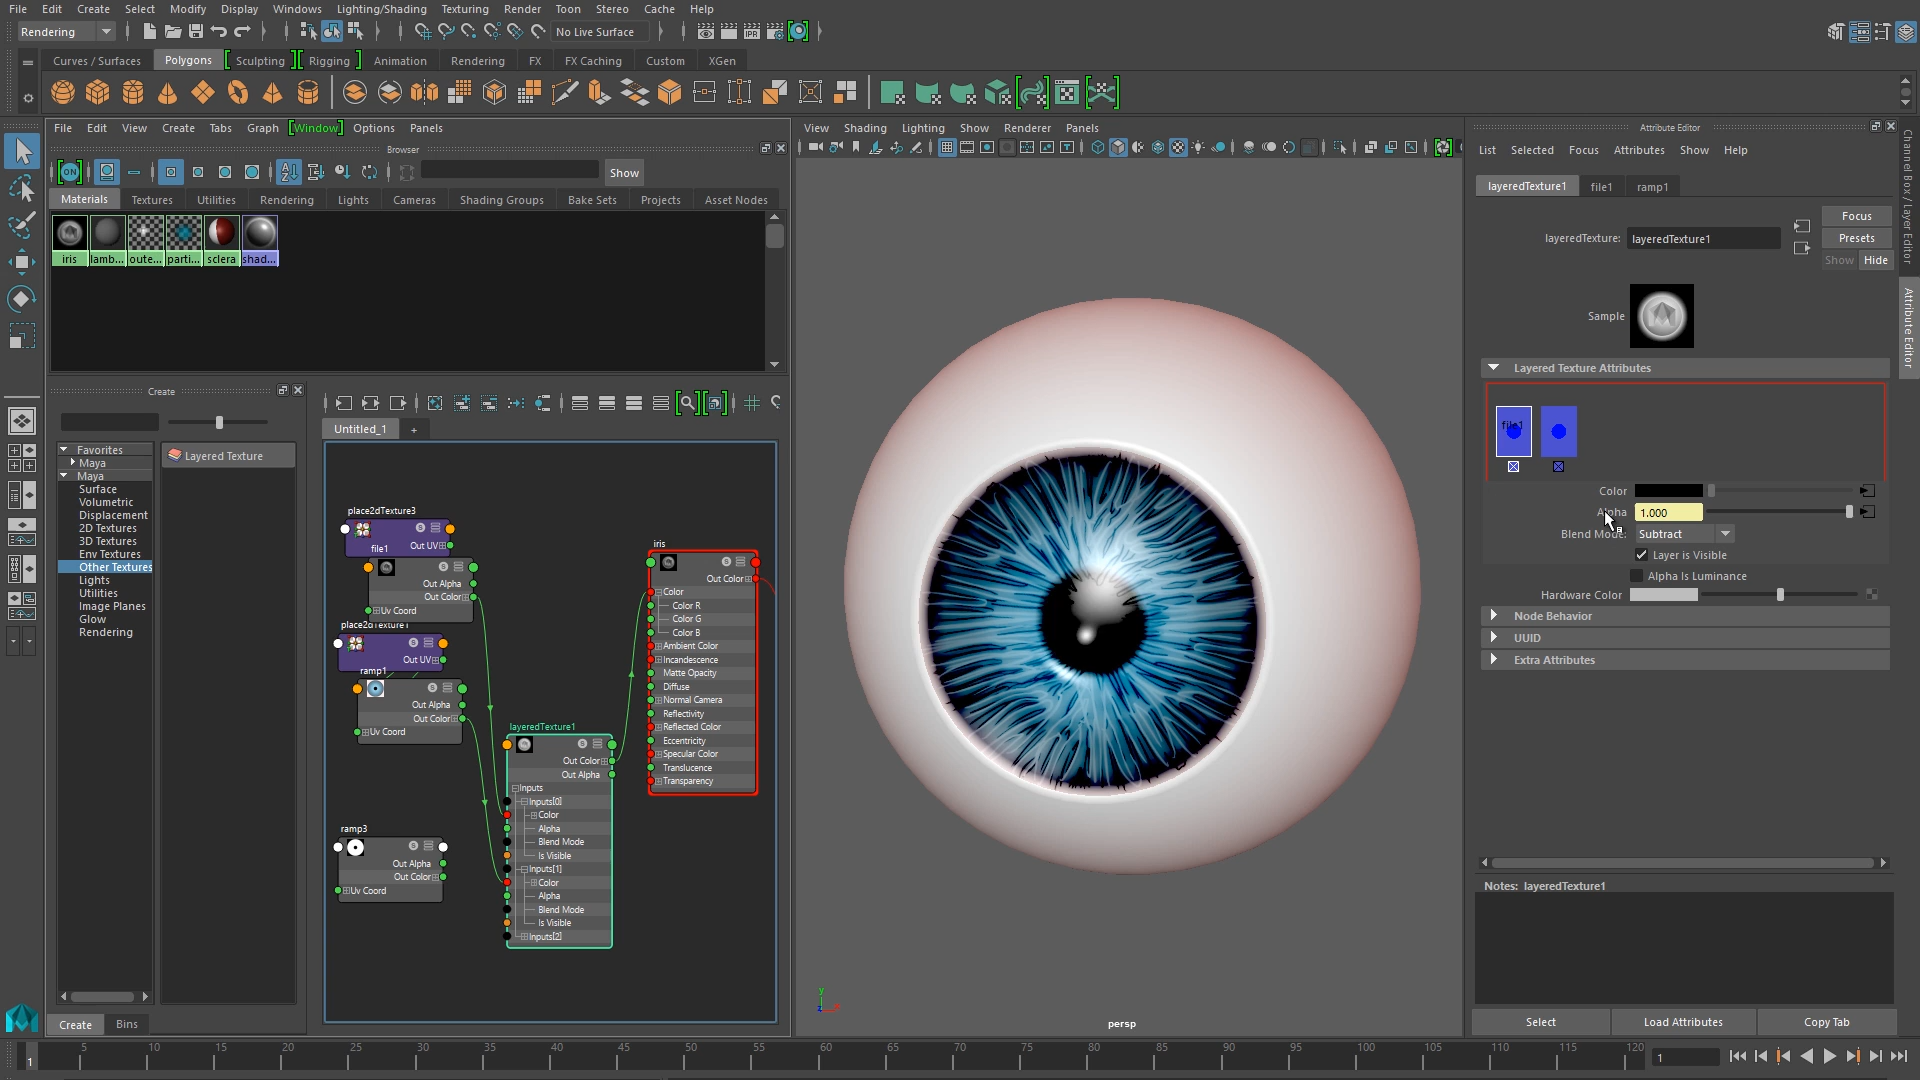 File Edit Create Select Modify Display Windows Lighting/Shading Texturing Render Toon Stereo Cache Help
Rendering No Live Surface
Curves / Surfaces Polygons Sculpting Rigging Animation Rendering FX FX Caching Custom XGen
File Edit View Create Tabs Graph Window Options Panels
Browser
ON Show
Materials Textures Utilities Rendering Lights Cameras Shading Groups Bake Sets Projects Asset Nodes
iris lamb... oute... parti... sclera shad...
Create
Favorites
Maya
Maya
Surface
Volumetric
Displacement
2D Textures
3D Textures
Env Textures
Other Textures
Lights
Utilities
Image Planes
Glow
Rendering
Layered Texture
Create Bins
Untitled_1 +
place2dTexture3
Out UV
file1
Out Alpha
Out Color
Uv Coord
place2dTexture1
Out UV
ramp1
Out Alpha
Out Color
Uv Coord
ramp3
Out Alpha
Out Color
Uv Coord
layeredTexture1
Out Color
Out Alpha
Inputs
Inputs[0]
Color
Alpha
Blend Mode
Is Visible
Inputs[1]
Color
Alpha
Blend Mode
Is Visible
Inputs[2]
iris
Out Color
Color
Color R
Color G
Color B
Ambient Color
Incandescence
Matte Opacity
Diffuse
Normal Camera
Reflectivity
Reflected Color
Eccentricity
Specular Color
Translucence
Transparency
View Shading Lighting Show Renderer Panels
y
persp
Attribute Editor
List Selected Focus Attributes Show Help
layeredTexture1 file1 ramp1
layeredTexture: layeredTexture1
Focus
Presets
Show Hide
Sample
Layered Texture Attributes
file1
Color
Alpha 1.000
Blend Mode: Subtract
Layer is Visible
Alpha Is Luminance
Hardware Color
Node Behavior
UUID
Extra Attributes
Notes: layeredTexture1
Select Load Attributes Copy Tab
Channel Box / Layer Editor
Attribute Editor
1 5 10 15 20 25 30 35 40 45 50 55 60 65 70 75 80 85 90 95 100 105 110 115 120 1